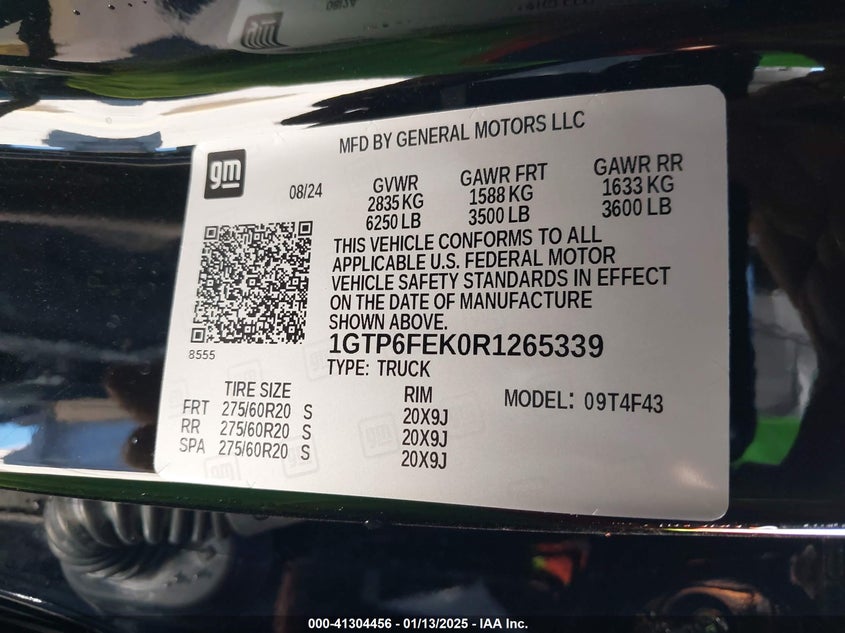 MFD BY GENERAL MOTORS LLC
gm
08/24
GVWR GAWR FRT GAWR RR
2835 KG 1588 KG 1633 KG
6250 LB 3500 LB 3600 LB
THIS VEHICLE CONFORMS TO ALL
APPLICABLE U.S. FEDERAL MOTOR
VEHICLE SAFETY STANDARDS IN EFFECT
ON THE DATE OF MANUFACTURE
SHOWN ABOVE.
8555
1GTP6FEK0R1265339
TYPE: TRUCK
TIRE SIZE RIM MODEL: 09T4F43
FRT 275/60R20 S 20X9J
RR 275/60R20 S 20X9J
SPA 275/60R20 S 20X9J
000-41304456 - 01/13/2025 - IAA Inc.